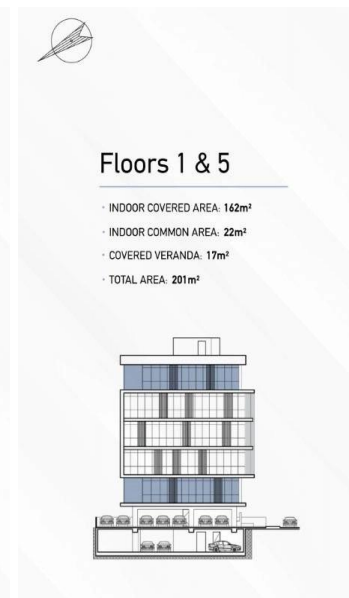 Floors 1 & 5
· INDOOR COVERED AREA: 162m²
· INDOOR COMMON AREA: 22m²
· COVERED VERANDA: 17m²
· TOTAL AREA: 201m²